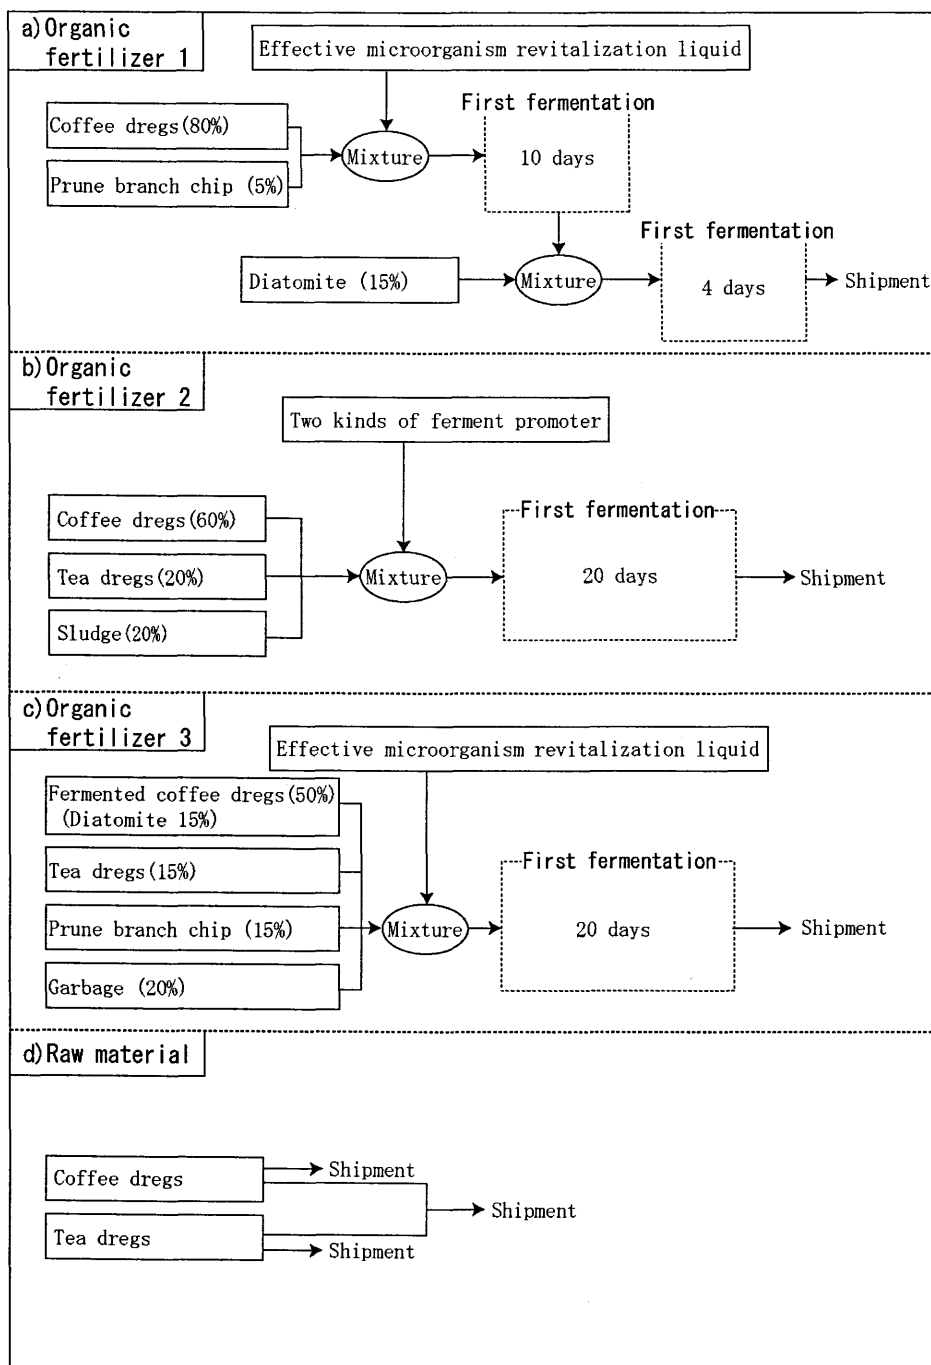 a)Organic
fertilizer 1
Effective microorganism revitalization liquid
First fermentation
Coffee dregs(80%)
Mixture
10 days
Prune branch chip (5%)
First fermentation
Diatomite (15%)
Mixture
4 days
Shipment
b)Organic
fertilizer 2
Two kinds of ferment promoter
First fermentation
Coffee dregs(60%)
Tea dregs(20%)
Mixture
20 days
Shipment
Sludge(20%)
c)Organic
fertilizer 3
Effective microorganism revitalization liquid
Fermented coffee dregs(50%)
(Diatomite 15%)
First fermentation
Tea dregs(15%)
Prune branch chip (15%)
Mixture
20 days
Shipment
Garbage (20%)
d)Raw material
Coffee dregs
Shipment
Shipment
Tea dregs
Shipment